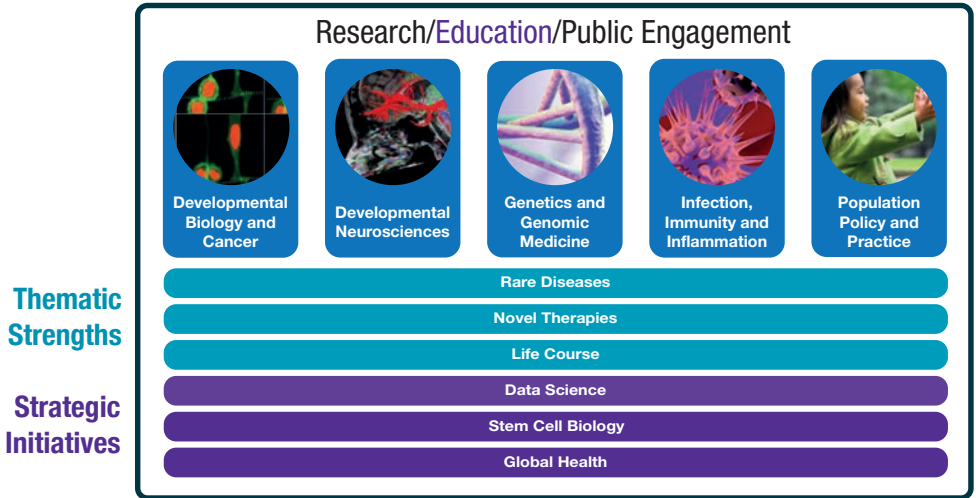 Research/Education/Public Engagement
Developmental
Biology and
Cancer
Developmental
Neurosciences
Genetics and
Genomic
Medicine
Infection,
Immunity and
Inflammation
Population
Policy and
Practice
Thematic
Strengths
Rare Diseases
Novel Therapies
Life Course
Strategic
Initiatives
Data Science
Stem Cell Biology
Global Health